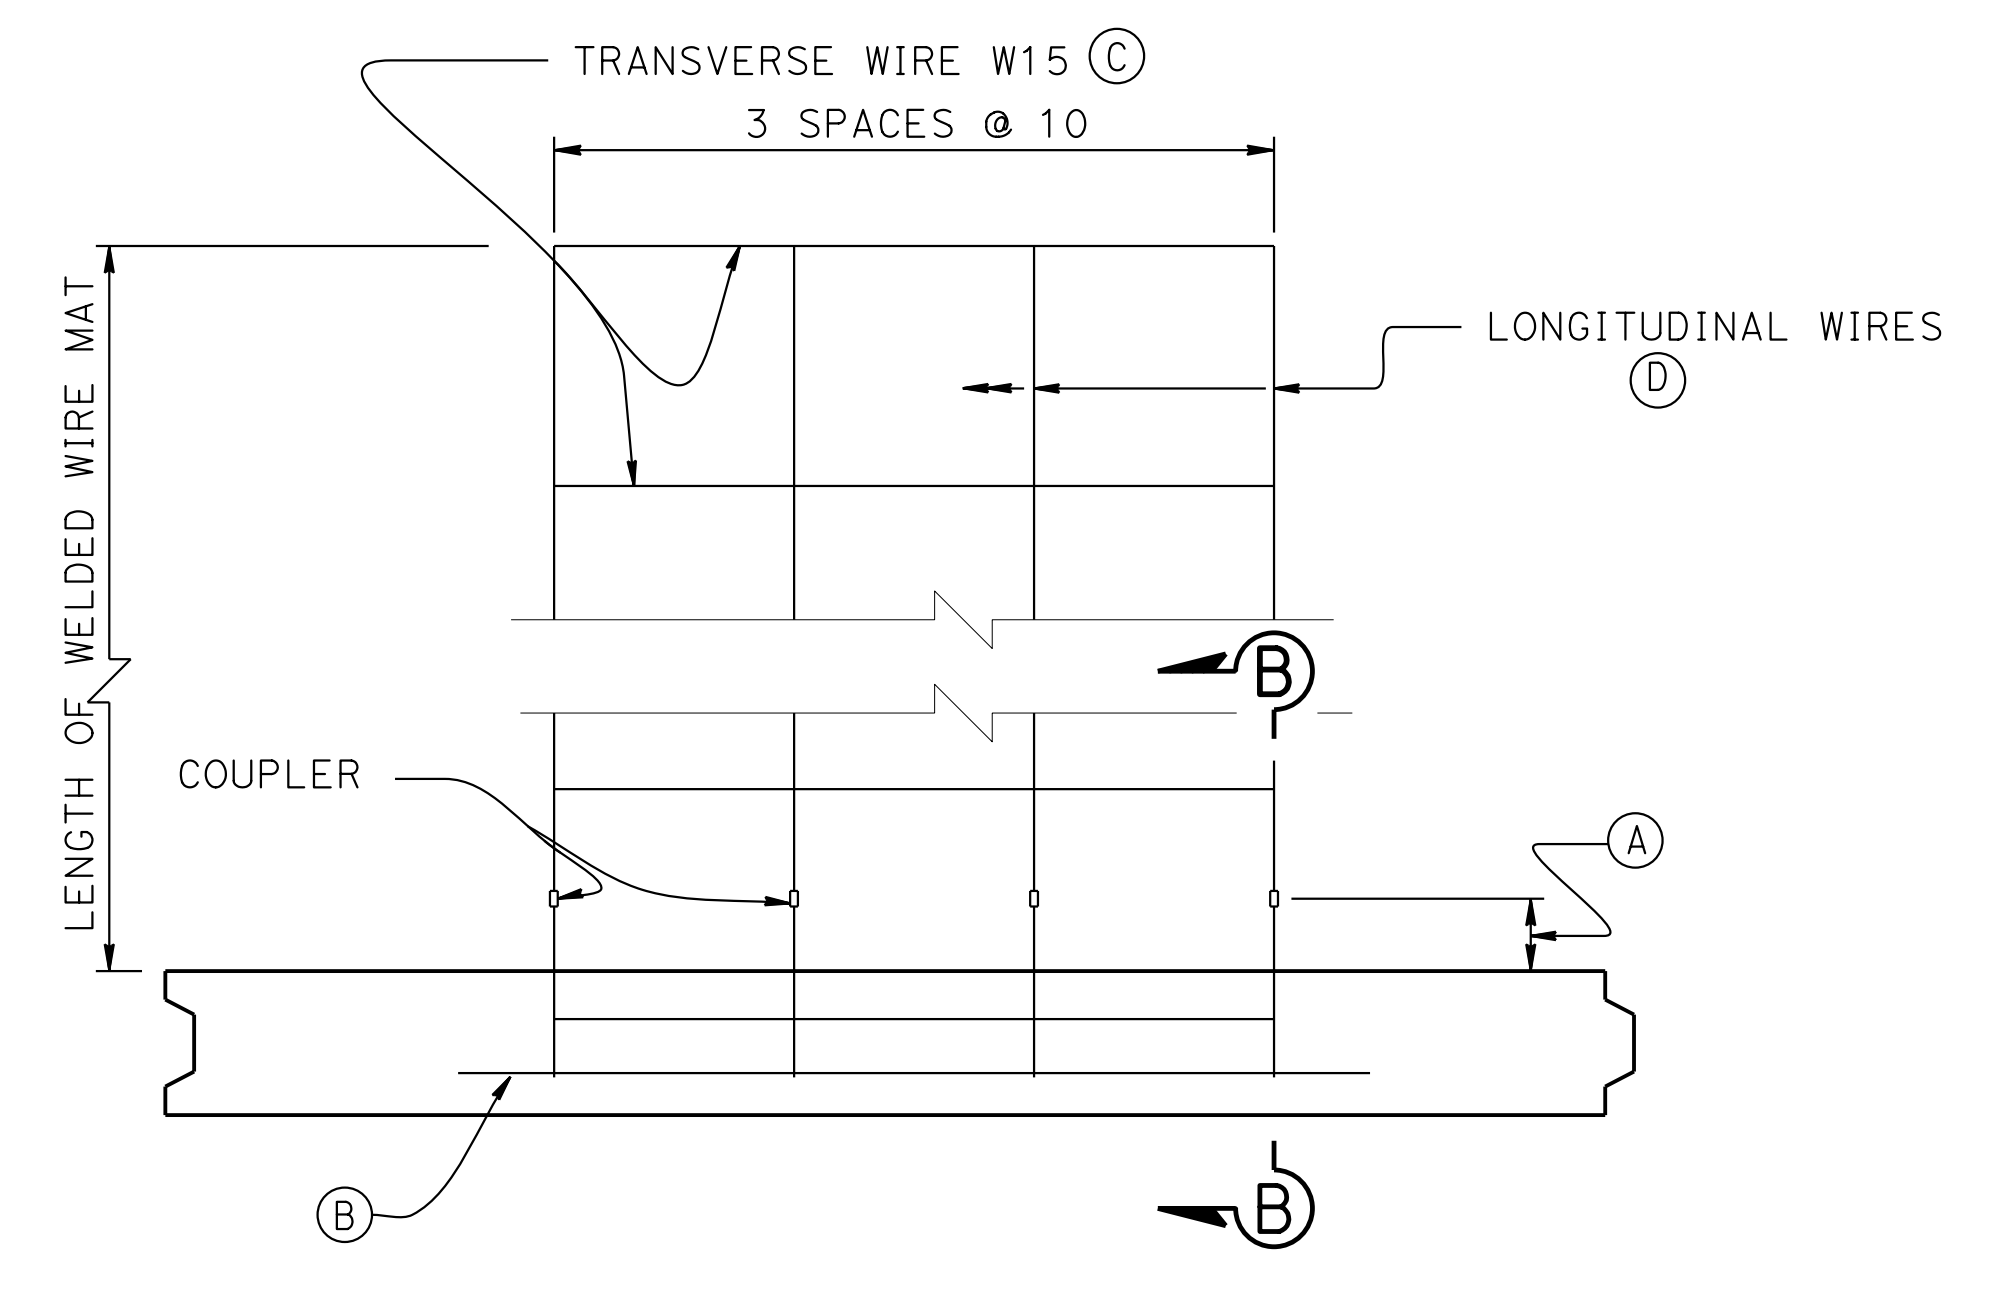 TRANSVERSE WIRE W15 C
3 SPACES @ 10
LENGTH OF WELDED WIRE MAT
LONGITUDINAL WIRES
D
B
COUPLER
A
B
B